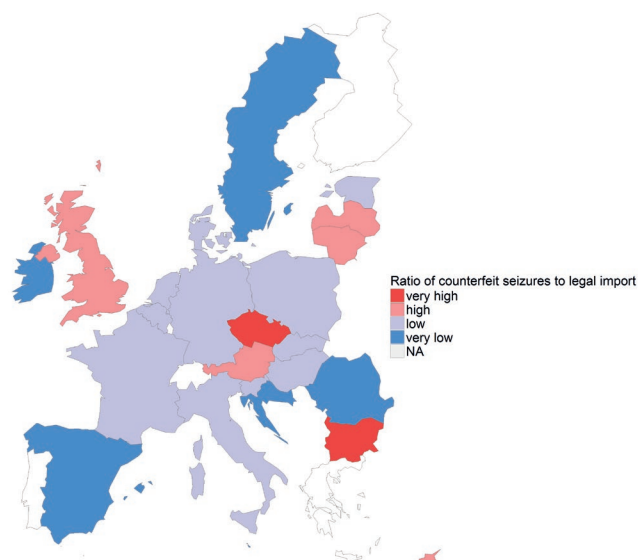 Ratio of counterfeit seizures to legal import
very high
high
low
very low
NA